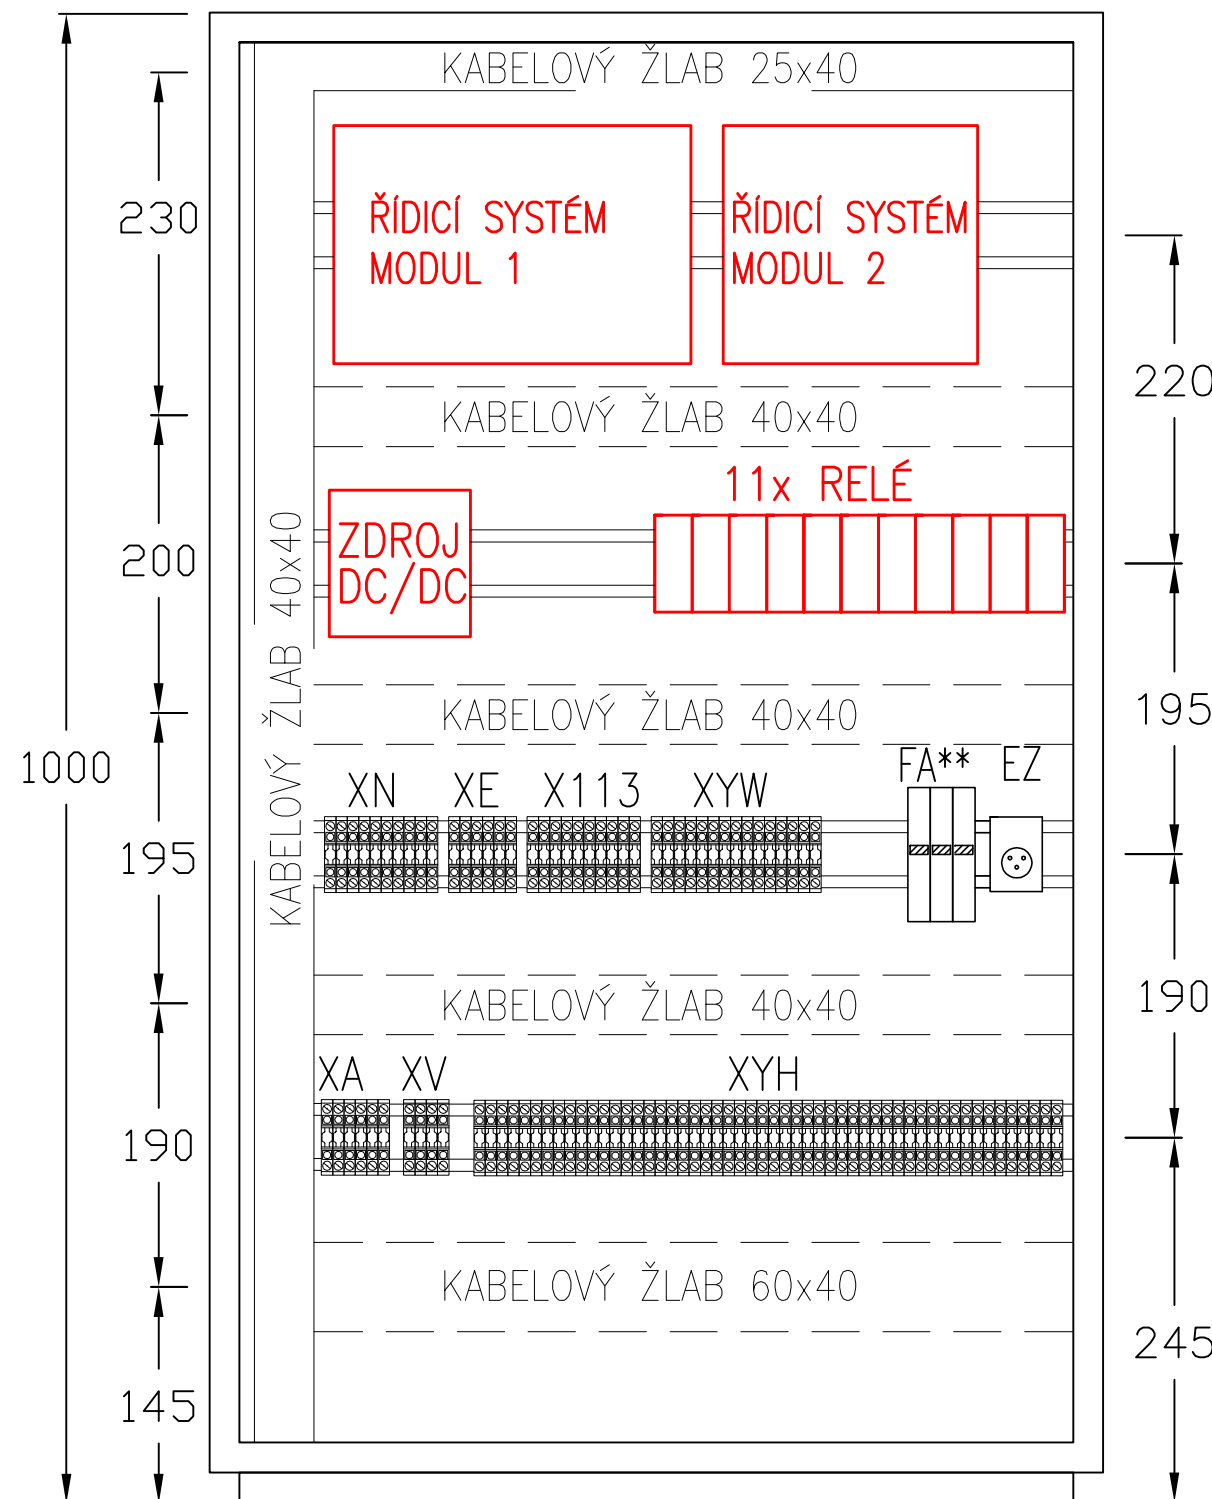 KABELOVÝ ŽLAB 25x40
ŘÍDICÍ SYSTÉM
MODUL 1
ŘÍDICÍ SYSTÉM
MODUL 2
230
220
KABELOVÝ ŽLAB 40x40
11x RELÉ
ZDROJ
DC/DC
200
KABELOVÝ ŽLAB 40x40
195
KABELOVÝ ŽLAB 40x40
1000
FA** EZ
XN XE X113 XYW
195
190
KABELOVÝ ŽLAB 40x40
XA XV XYH
190
KABELOVÝ ŽLAB 60x40
245
145